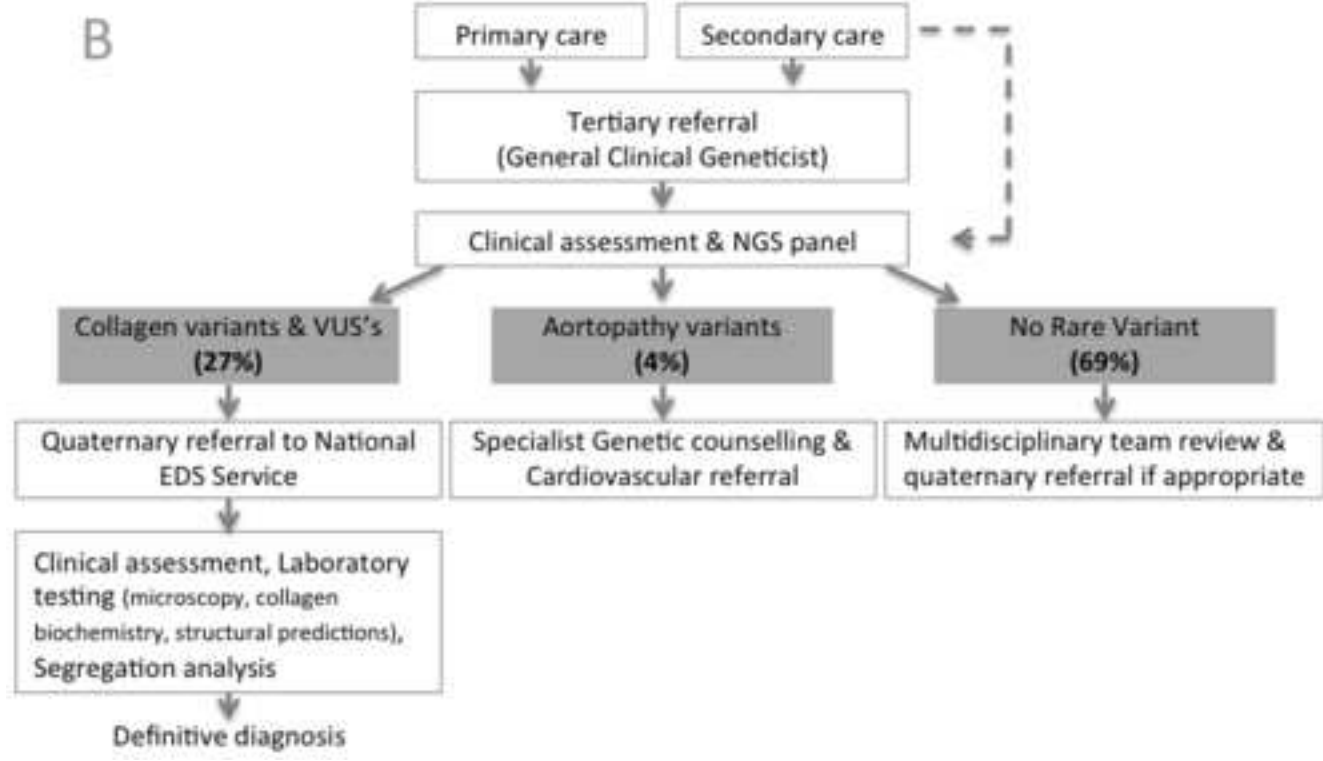 B
Primary care
Secondary care
Tertiary referral
(General Clinical Geneticist)
Clinical assessment & NGS panel
Collagen variants & VUS's
(27%)
Aortopathy variants
(4%)
No Rare Variant
(69%)
Quaternary referral to National
EDS Service
Specialist Genetic counselling &
Cardiovascular referral
Multidisciplinary team review &
quaternary referral if appropriate
Clinical assessment, Laboratory
testing (microscopy, collagen
biochemistry, structural predictions),
Segregation analysis
Definitive diagnosis